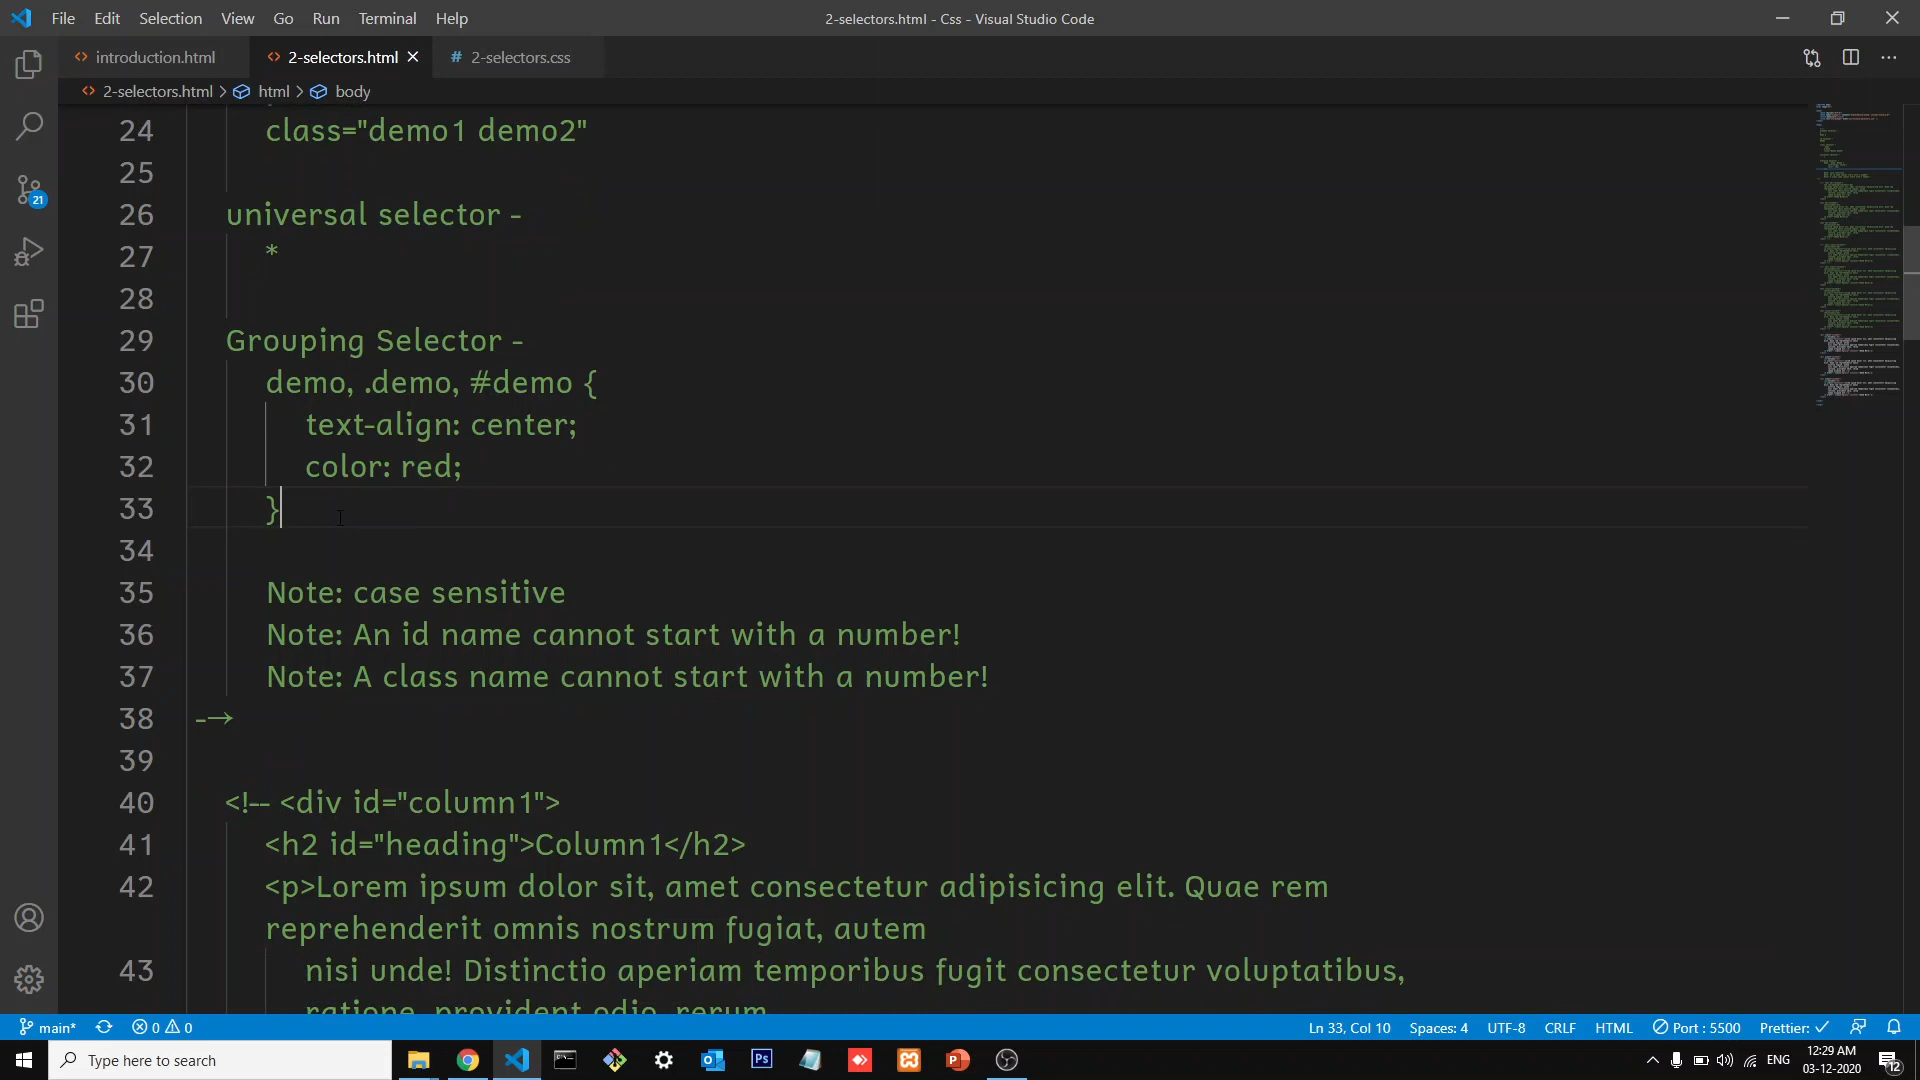 File Edit Selection View Go Run Terminal Help
2-selectors.html - Css - Visual Studio Code
introduction.html
2-selectors.html
# 2-selectors.css
2-selectors.html > html > body
24 class="demo1 demo2"
25
26 universal selector -
27 *
28
29 Grouping Selector -
30 demo, .demo, #demo {
31 text-align: center;
32 color: red;
33 }
34
35 Note: case sensitive
36 Note: An id name cannot start with a number!
37 Note: A class name cannot start with a number!
38 -->
39
40 <!-- <div id="column1">
41 <h2 id="heading">Column1</h2>
42 <p>Lorem ipsum dolor sit, amet consectetur adipisicing elit. Quae rem
reprehenderit omnis nostrum fugiat, autem
43 nisi unde! Distinctio aperiam temporibus fugit consectetur voluptatibus,
ratione, provident odio, rerum
21
main* 0 0
Ln 33, Col 10 Spaces: 4 UTF-8 CRLF HTML Port : 5500 Prettier: ✓
Type here to search
Ps
ENG
12:29 AM
03-12-2020
12